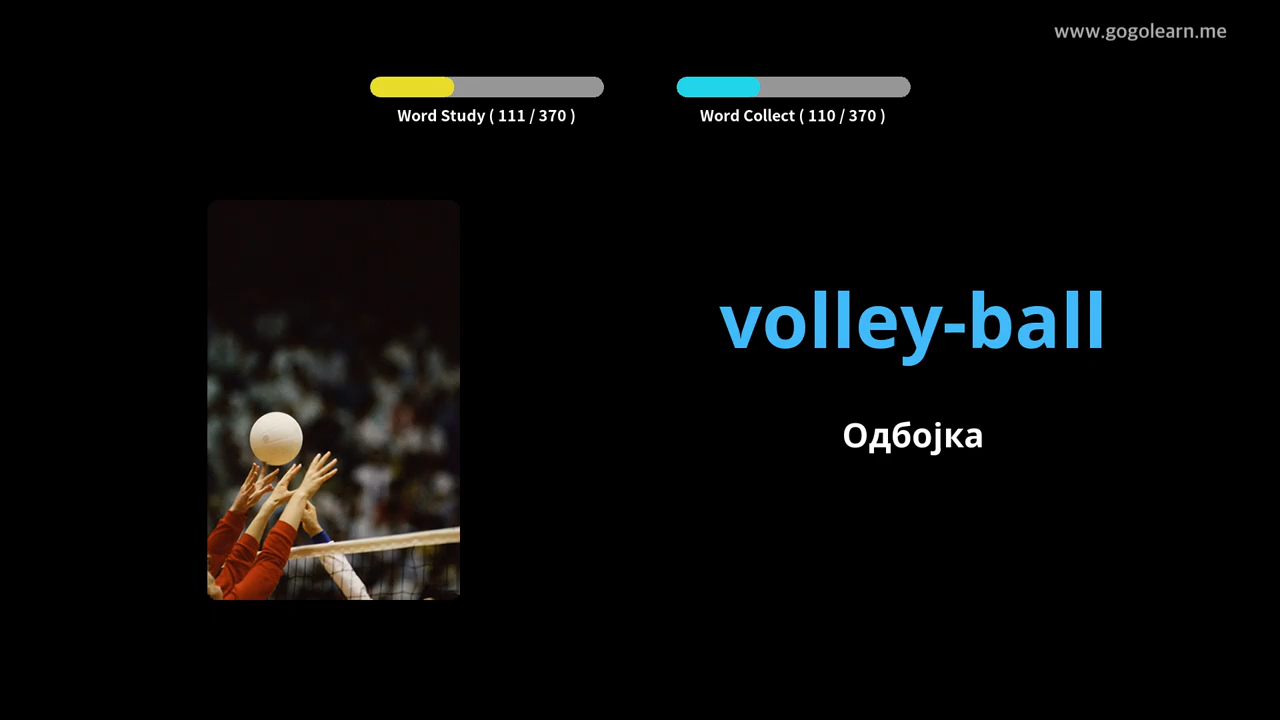 www.gogolearn.me
Word Study ( 111 / 370 )
Word Collect ( 110 / 370 )
volley-ball
Одбојка